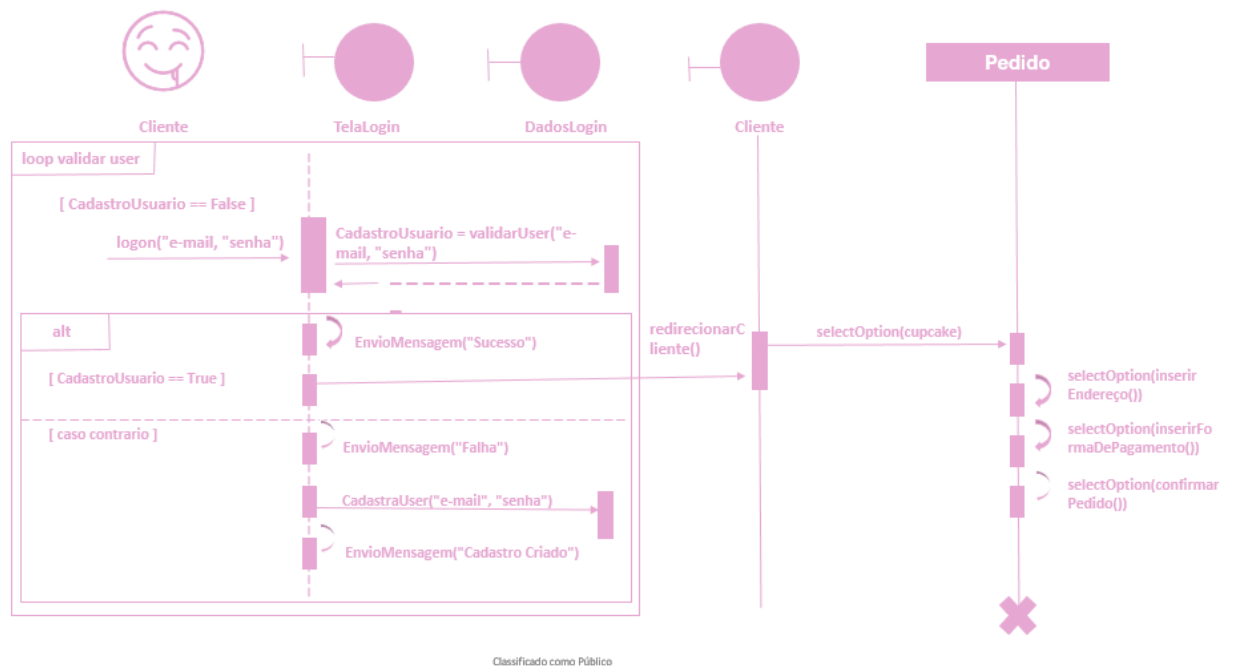 Pedido
Cliente
TelaLogin
DadosLogin
Cliente
loop validar user
[ CadastroUsuario == False ]
logon("e-mail, "senha")
CadastroUsuario = validarUser("e-
mail, "senha")
alt
EnvioMensagem("Sucesso")
redirecionarC
liente()
selectOption(cupcake)
[ CadastroUsuario == True ]
selectOption(inserir
Endereço())
[ caso contrario ]
EnvioMensagem("Falha")
selectOption(inserirFo
rmaDePagamento())
CadastraUser("e-mail", "senha")
selectOption(confirmar
Pedido())
EnvioMensagem("Cadastro Criado")
Classificado como Público